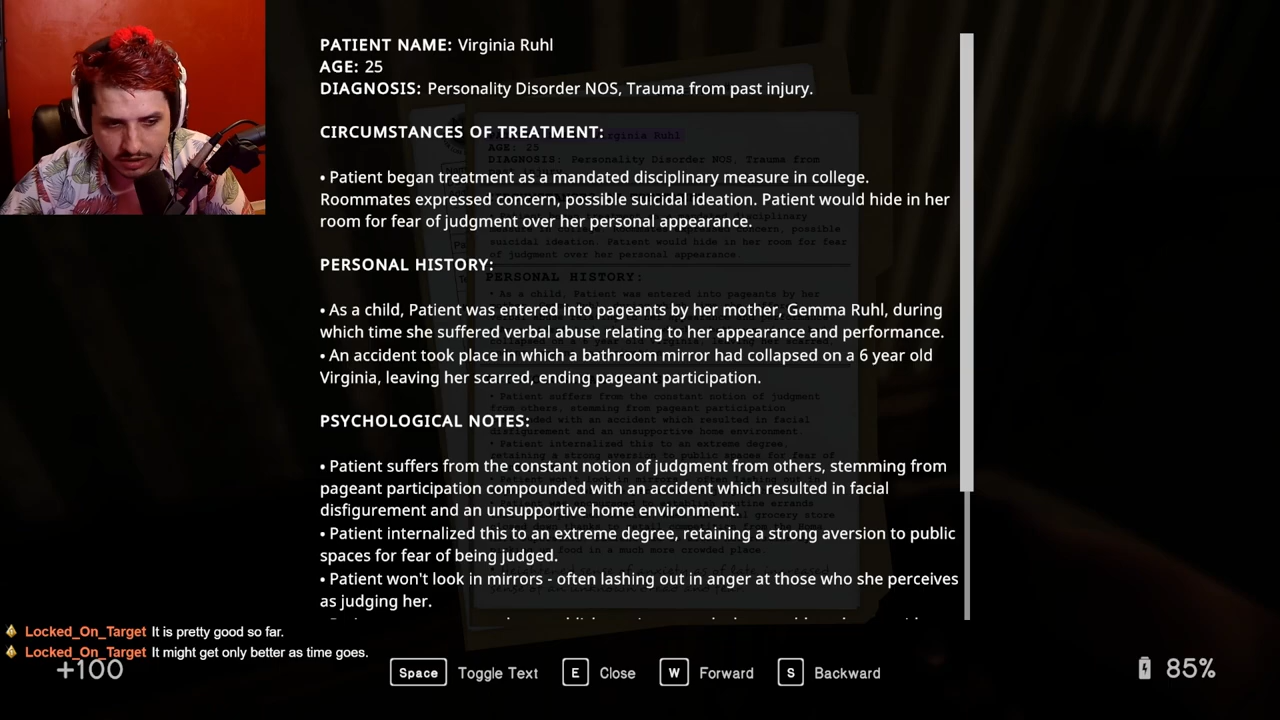 PATIENT NAME: Virginia Ruhl
AGE: 25
DIAGNOSIS: Personality Disorder NOS, Trauma from past injury.
CIRCUMSTANCES OF TREATMENT:
• Patient began treatment as a mandated disciplinary measure in college.
Roommates expressed concern, possible suicidal ideation. Patient would hide in her
room for fear of judgment over her personal appearance.
PERSONAL HISTORY:
• As a child, Patient was entered into pageants by her mother, Gemma Ruhl, during
which time she suffered verbal abuse relating to her appearance and performance.
• An accident took place in which a bathroom mirror had collapsed on a 6 year old
Virginia, leaving her scarred, ending pageant participation.
PSYCHOLOGICAL NOTES:
• Patient suffers from the constant notion of judgment from others, stemming from
pageant participation compounded with an accident which resulted in facial
disfigurement and an unsupportive home environment.
• Patient internalized this to an extreme degree, retaining a strong aversion to public
spaces for fear of being judged.
• Patient won't look in mirrors - often lashing out in anger at those who she perceives
as judging her.
Locked_On_Target It is pretty good so far.
Locked_On_Target It might get only better as time goes.
+100
Space Toggle Text E Close W Forward S Backward
85%